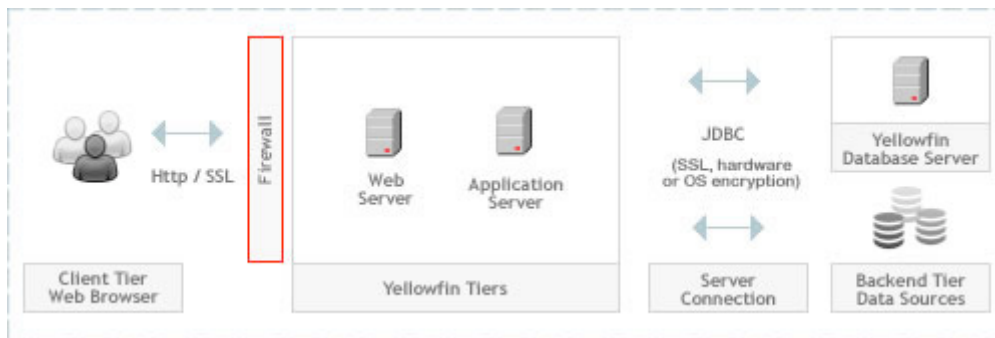 Http / SSL
Client Tier
Web Browser
Firewall
Web
Server
Application
Server
Yellowfin Tiers
JDBC
(SSL, hardware
or OS encryption)
Server
Connection
Yellowfin
Database Server
Backend Tier
Data Sources